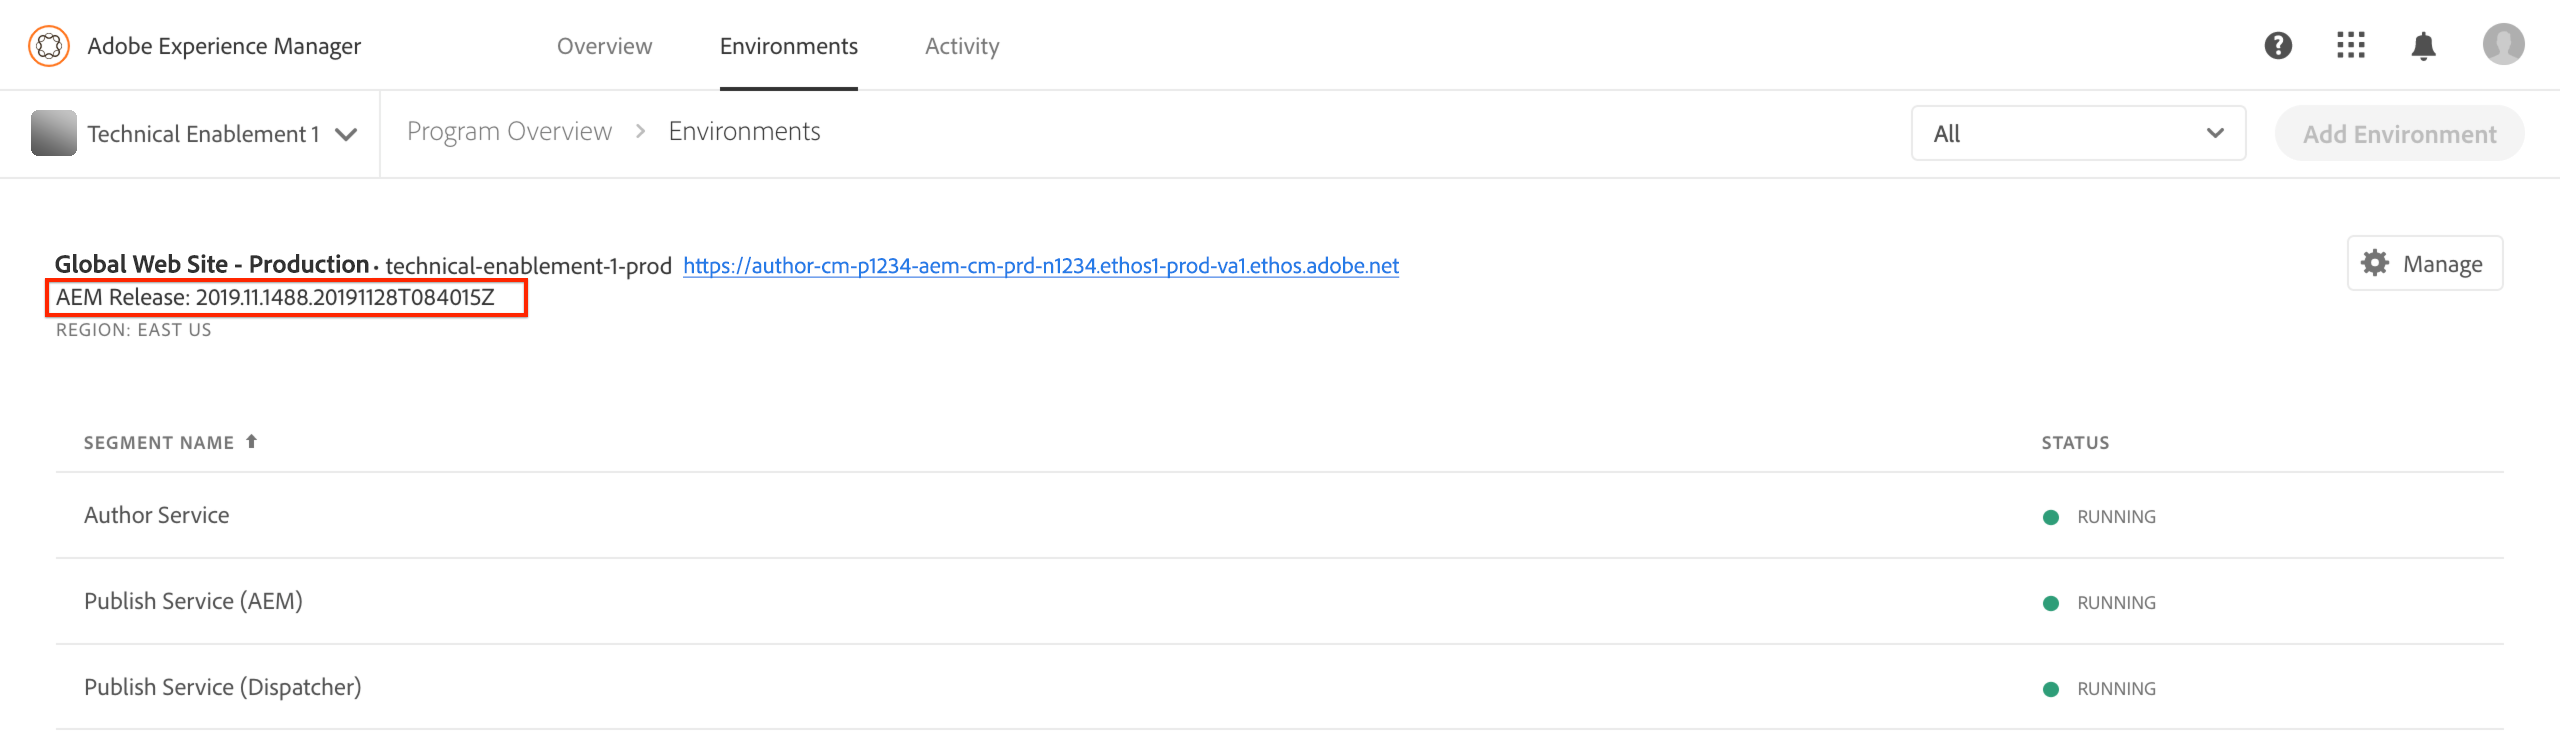 Adobe Experience Manager Overview Environments Activity
Technical Enablement 1 Program Overview > Environments All Add Environment
Global Web Site - Production · technical-enablement-1-prod https://author-cm-p1234-aem-cm-prd-n1234.ethos1-prod-va1.ethos.adobe.net Manage
AEM Release: 2019.11.1488.20191128T084015Z
REGION: EAST US
SEGMENT NAME STATUS
Author Service RUNNING
Publish Service (AEM) RUNNING
Publish Service (Dispatcher) RUNNING